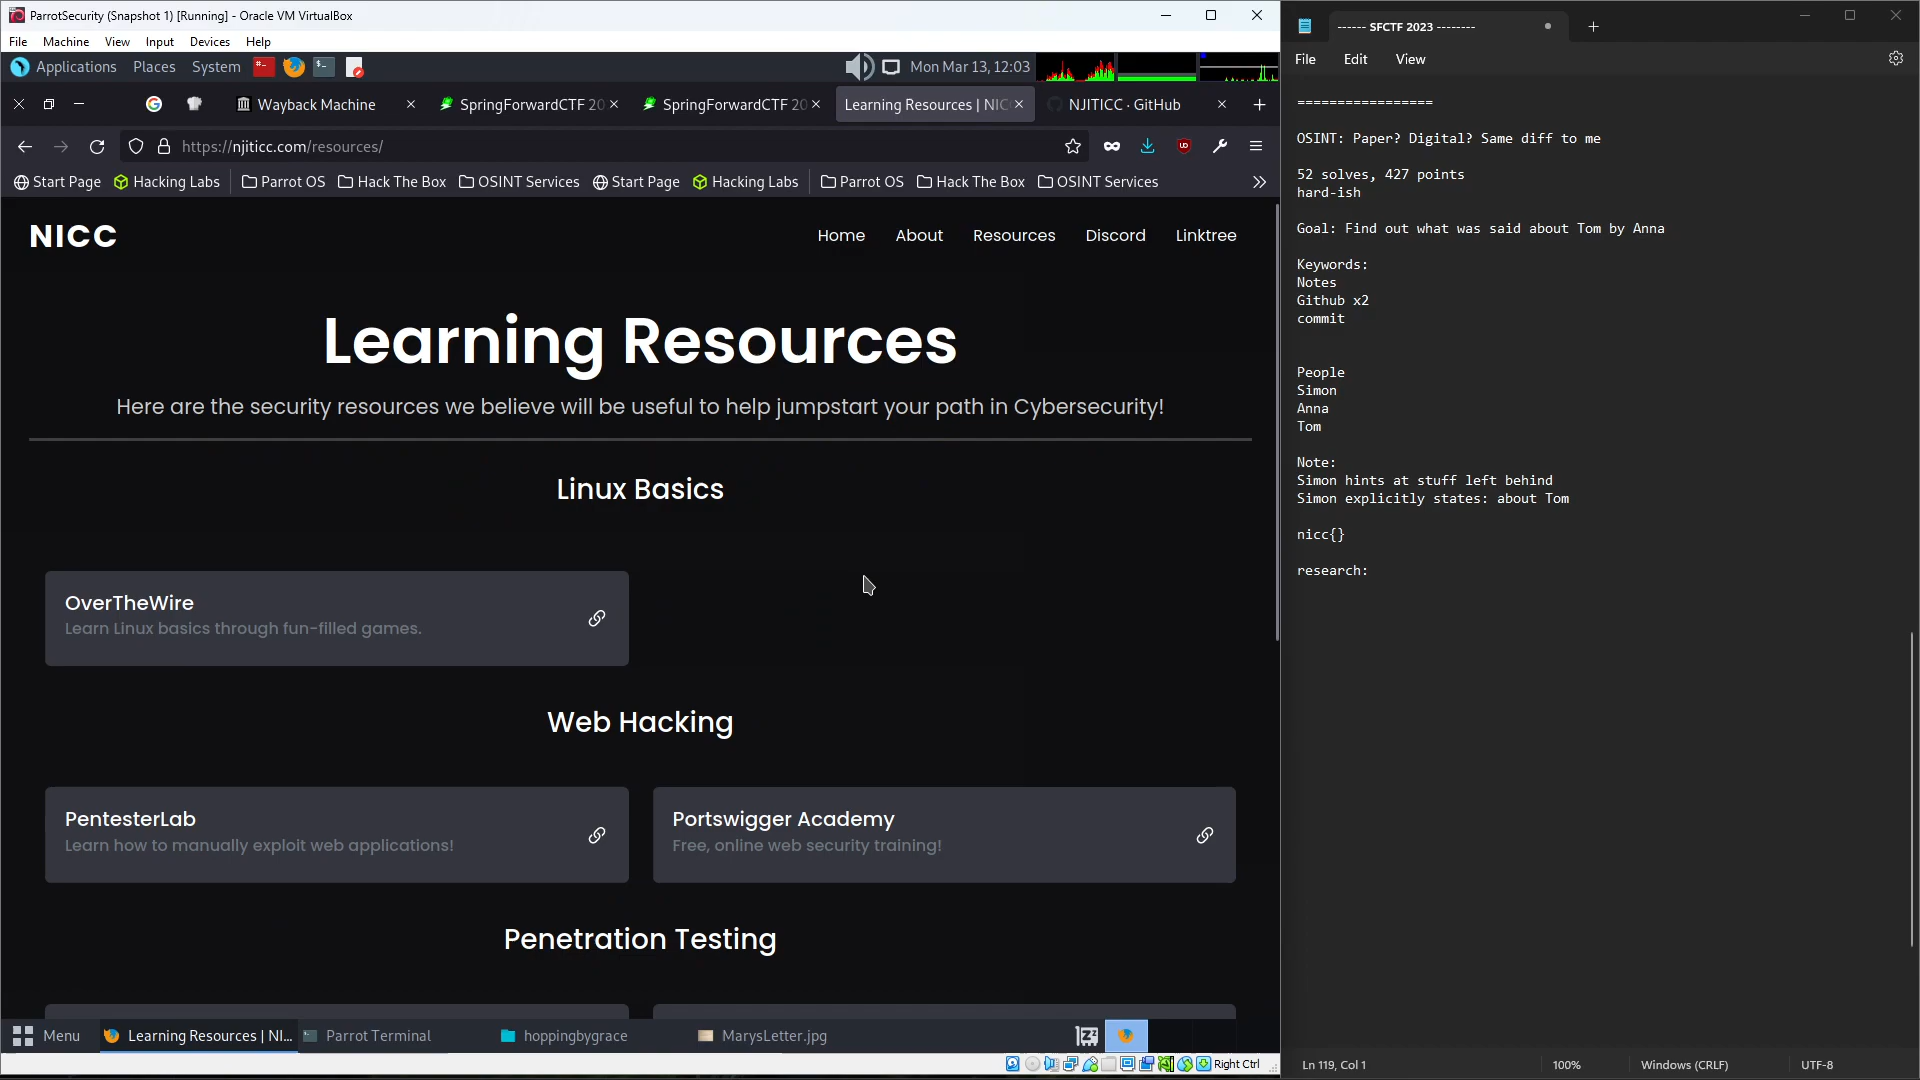 ParrotSecurity (Snapshot 1) [Running] - Oracle VM VirtualBox
File Machine View Input Devices Help
Applications Places System Mon Mar 13, 12:03
Wayback Machine SpringForwardCTF 20 SpringForwardCTF 20 Learning Resources | NIC NJITICC · GitHub
https://njiticc.com/resources/
Start Page Hacking Labs Parrot OS Hack The Box OSINT Services Start Page Hacking Labs Parrot OS Hack The Box OSINT Services
NICC
Home About Resources Discord Linktree
Learning Resources
Here are the security resources we believe will be useful to help jumpstart your path in Cybersecurity!
Linux Basics
OverTheWire
Learn Linux basics through fun-filled games.
Web Hacking
PentesterLab
Learn how to manually exploit web applications!
Portswigger Academy
Free, online web security training!
Penetration Testing
Menu Learning Resources | NI... Parrot Terminal hoppingbygrace MarysLetter.jpg
Right Ctrl
------ SFCTF 2023 --------
File Edit View
=================
OSINT: Paper? Digital? Same diff to me
52 solves, 427 points
hard-ish
Goal: Find out what was said about Tom by Anna
Keywords:
Notes
Github x2
commit
People
Simon
Anna
Tom
Note:
Simon hints at stuff left behind
Simon explicitly states: about Tom
nicc{}
research:
Ln 119, Col 1 100% Windows (CRLF) UTF-8